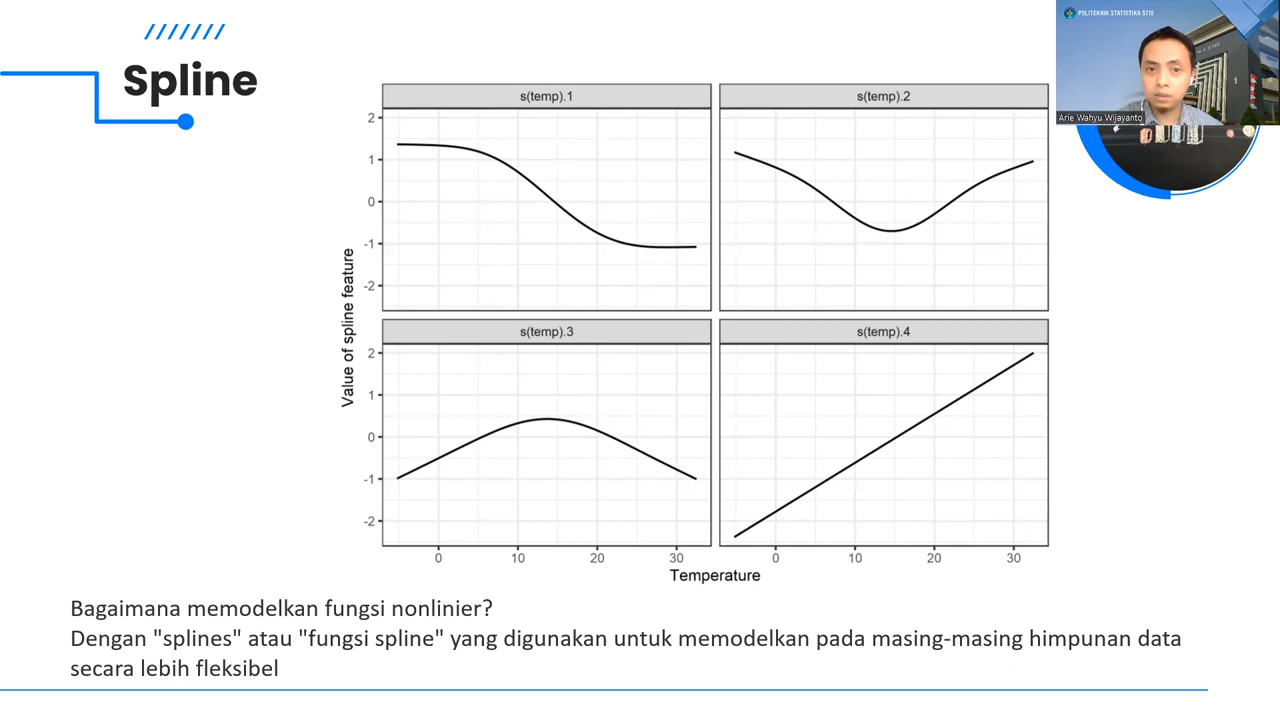 Spline
POLITEKNIK STATISTIKA STIS
Arie Wahyu Wijayanto
s(temp).1
s(temp).2
2
1
0
-1
-2
s(temp).3
s(temp).4
2
1
0
-1
-2
Value of spline feature
0 10 20 30
0 10 20 30
Temperature
Bagaimana memodelkan fungsi nonlinier?
Dengan "splines" atau "fungsi spline" yang digunakan untuk memodelkan pada masing-masing himpunan data
secara lebih fleksibel